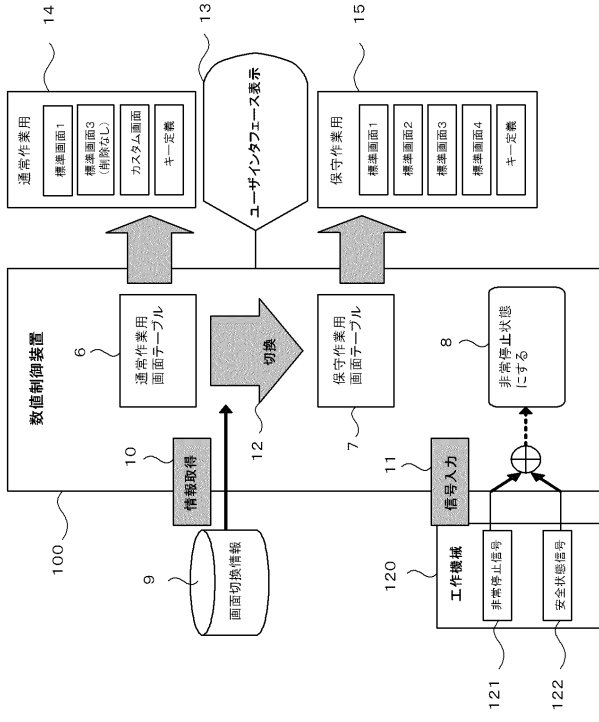 14
通常作業用
標準画面1
標準画面3
(削除なし)
カスタム画面
キー定義
13
ユーザインタフェース表示
15
保守作業用
標準画面1
標準画面2
標準画面3
標準画面4
キー定義
数値制御装置
6
通常作業用
画面テーブル
切換
12
保守作業用
画面テーブル
7
8
非常停止状態
にする
100
10
情報取得
9
画面切換情報
11
信号入力
120
工作機械
非常停止信号
121
安全状態信号
122